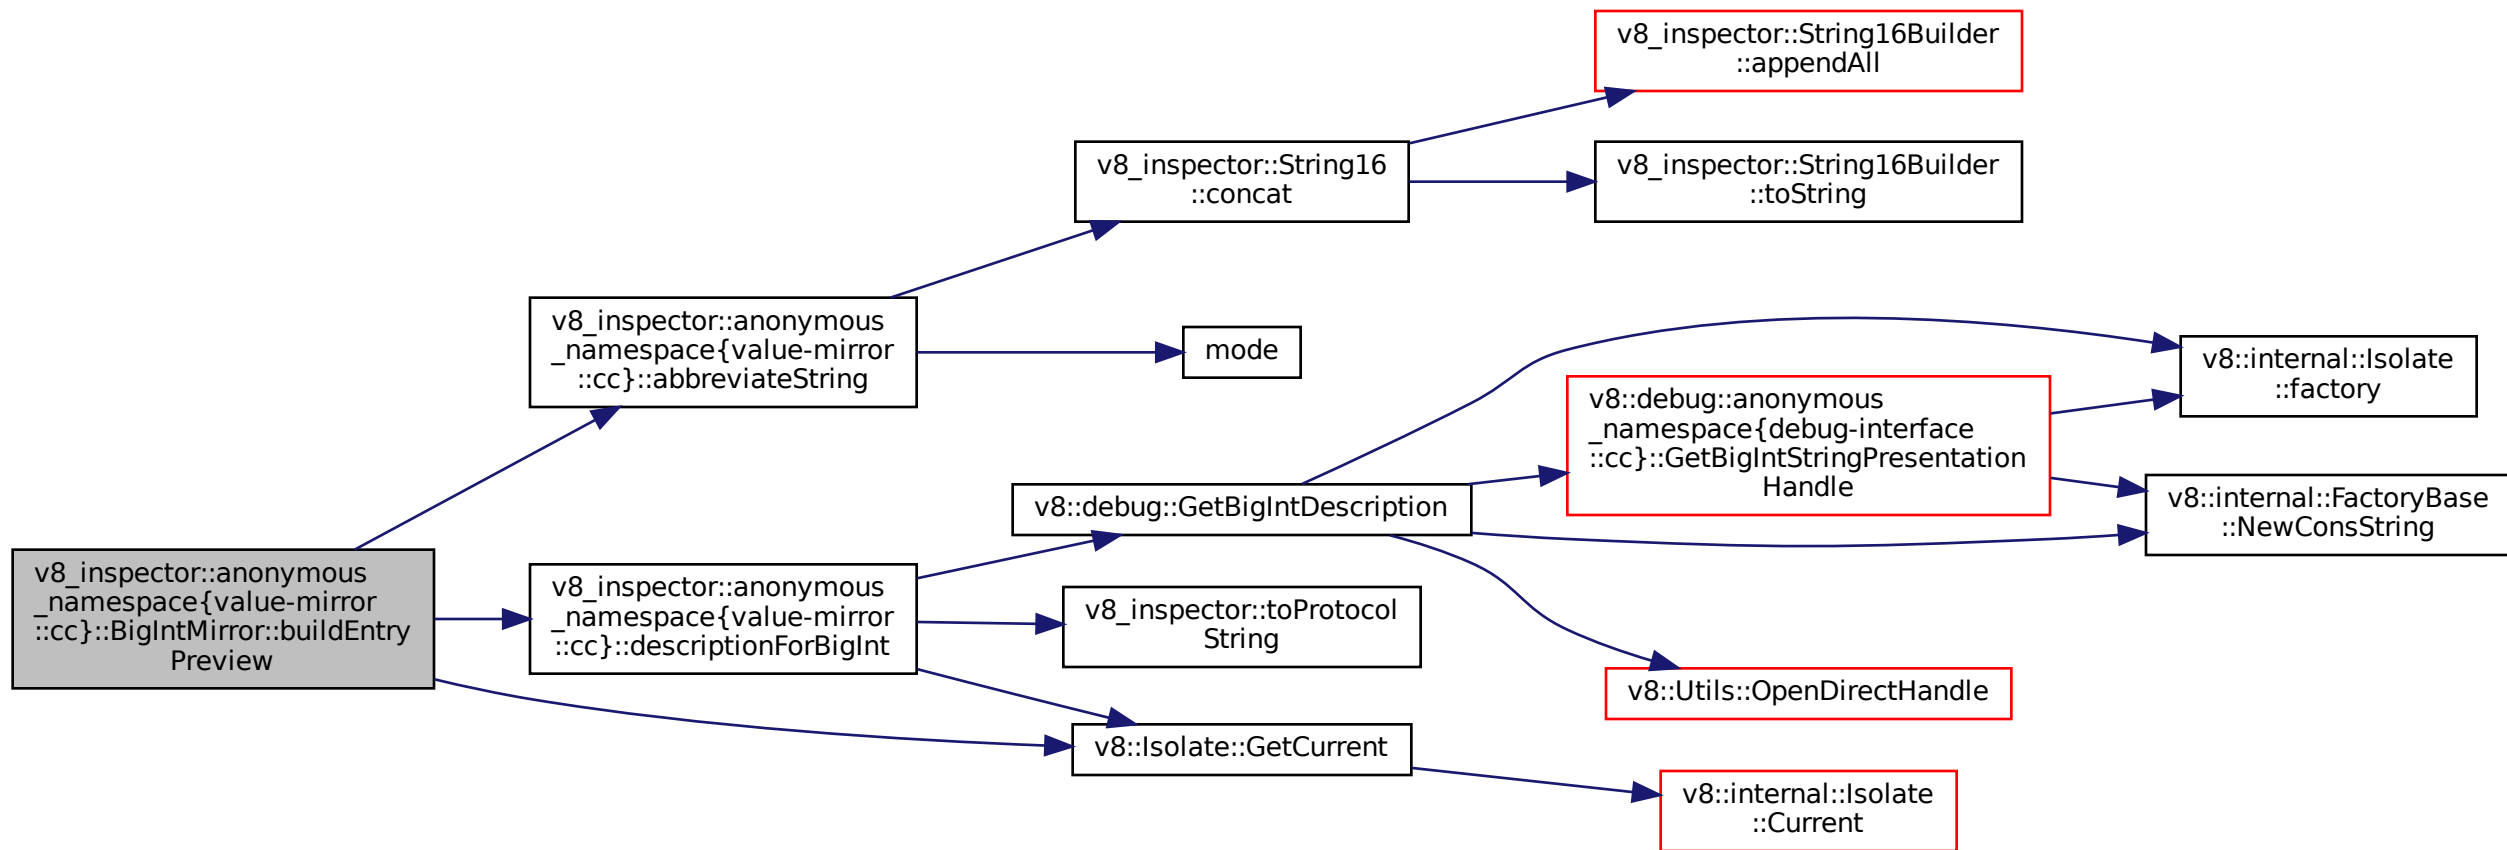 v8_inspector::anonymous
_namespace{value-mirror
::cc}::BigIntMirror::buildEntry
Preview
v8_inspector::anonymous
_namespace{value-mirror
::cc}::abbreviateString
v8_inspector::String16
::concat
v8_inspector::String16Builder
::appendAll
v8_inspector::String16Builder
::toString
mode
v8_inspector::anonymous
_namespace{value-mirror
::cc}::descriptionForBigInt
v8::debug::GetBigIntDescription
v8::internal::Isolate
::factory
v8::debug::anonymous
_namespace{debug-interface
::cc}::GetBigIntStringPresentation
Handle
v8::internal::FactoryBase
::NewConsString
v8::Utils::OpenDirectHandle
v8_inspector::toProtocol
String
v8::Isolate::GetCurrent
v8::internal::Isolate
::Current